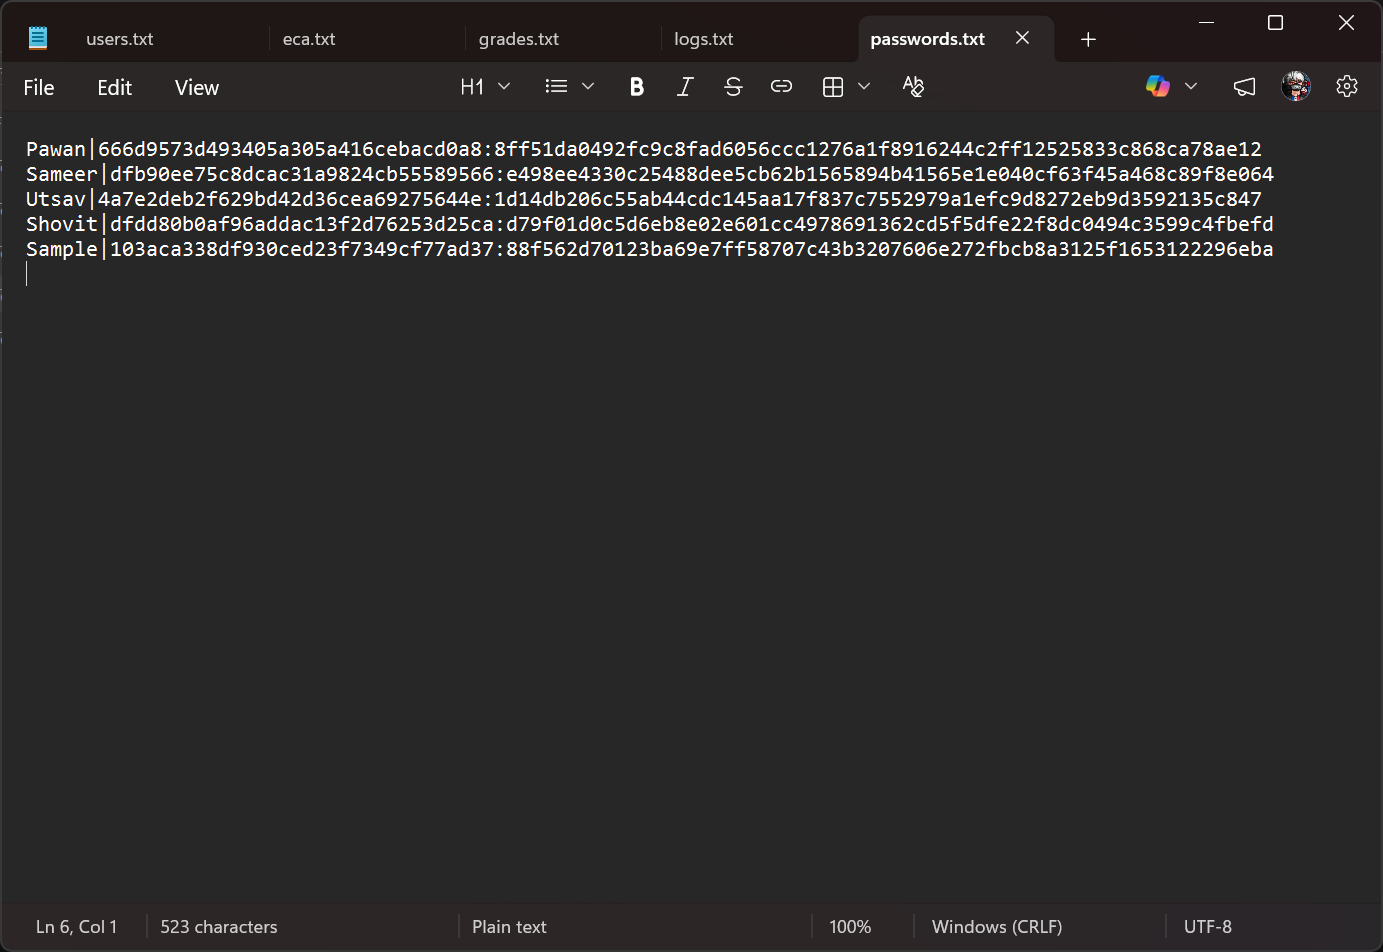 users.txt
eca.txt
grades.txt
logs.txt
passwords.txt
File
Edit
View
H1
B
Pawan|666d9573d493405a305a416cebacd0a8:8ff51da0492fc9c8fad6056ccc1276a1f8916244c2ff12525833c868ca78ae12
Sameer|dfb90ee75c8dcac31a9824cb55589566:e498ee4330c25488dee5cb62b1565894b41565e1e040cf63f45a468c89f8e064
Utsav|4a7e2deb2f629bd42d36cea69275644e:1d14db206c55ab44cdc145aa17f837c7552979a1efc9d8272eb9d3592135c847
Shovit|dfdd80b0af96addac13f2d76253d25ca:d79f01d0c5d6eb8e02e601cc4978691362cd5f5dfe22f8dc0494c3599c4fbefd
Sample|103aca338df930ced23f7349cf77ad37:88f562d70123ba69e7ff58707c43b3207606e272fbcb8a3125f1653122296eba
Ln 6, Col 1
523 characters
Plain text
100%
Windows (CRLF)
UTF-8